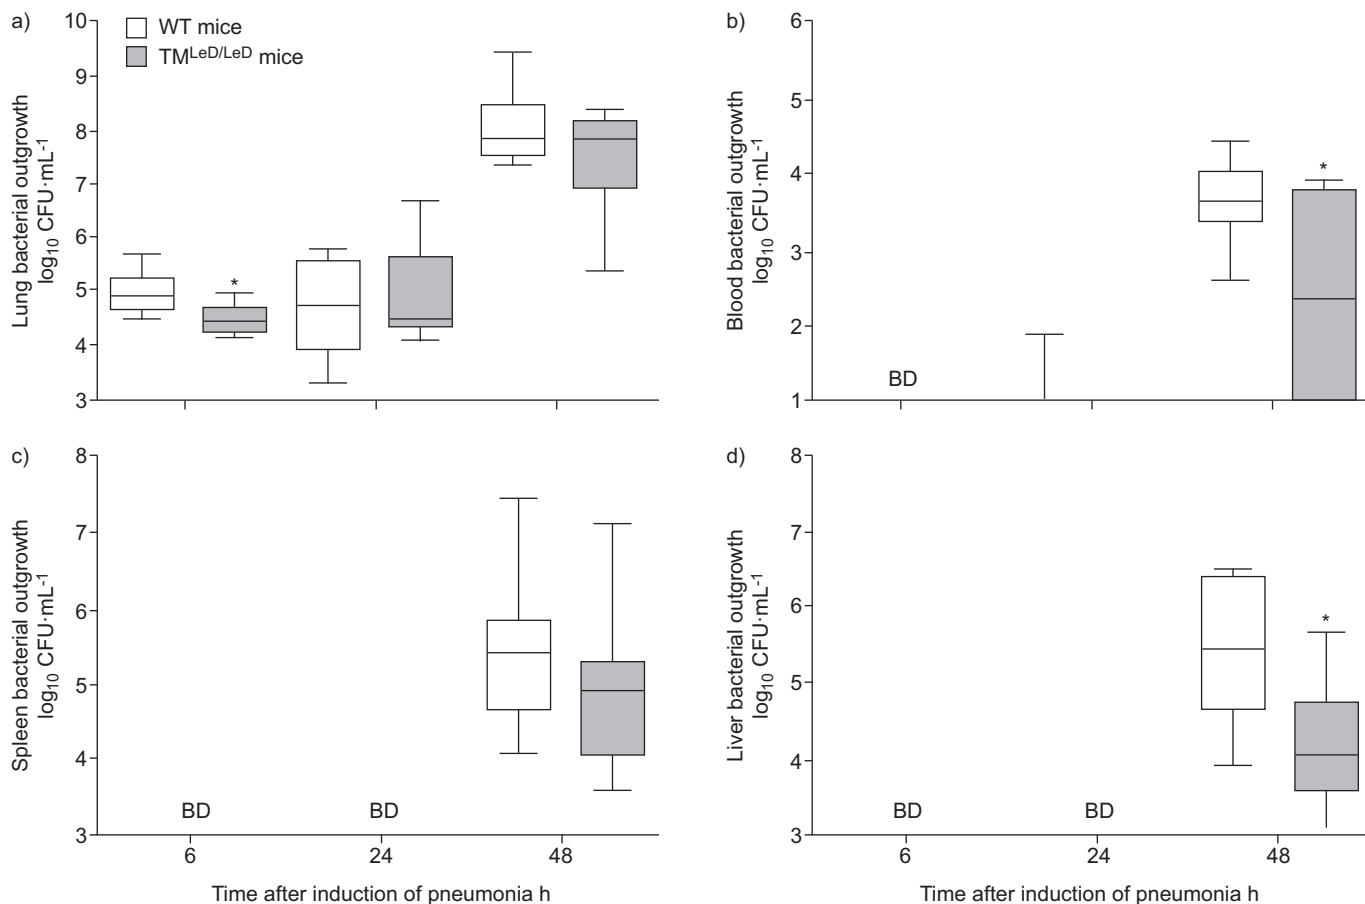 a)
WT mice
TM^LeD/LeD mice
Lung bacterial outgrowth
log₁₀ CFU·mL⁻¹
10
9
8
7
6
5
4
3
*
b)
Blood bacterial outgrowth
log₁₀ CFU·mL⁻¹
6
5
4
3
2
1
BD
*
c)
Spleen bacterial outgrowth
log₁₀ CFU·mL⁻¹
8
7
6
5
4
3
BD
BD
6
24
48
Time after induction of pneumonia h
d)
Liver bacterial outgrowth
log₁₀ CFU·mL⁻¹
8
7
6
5
4
3
BD
BD
*
6
24
48
Time after induction of pneumonia h